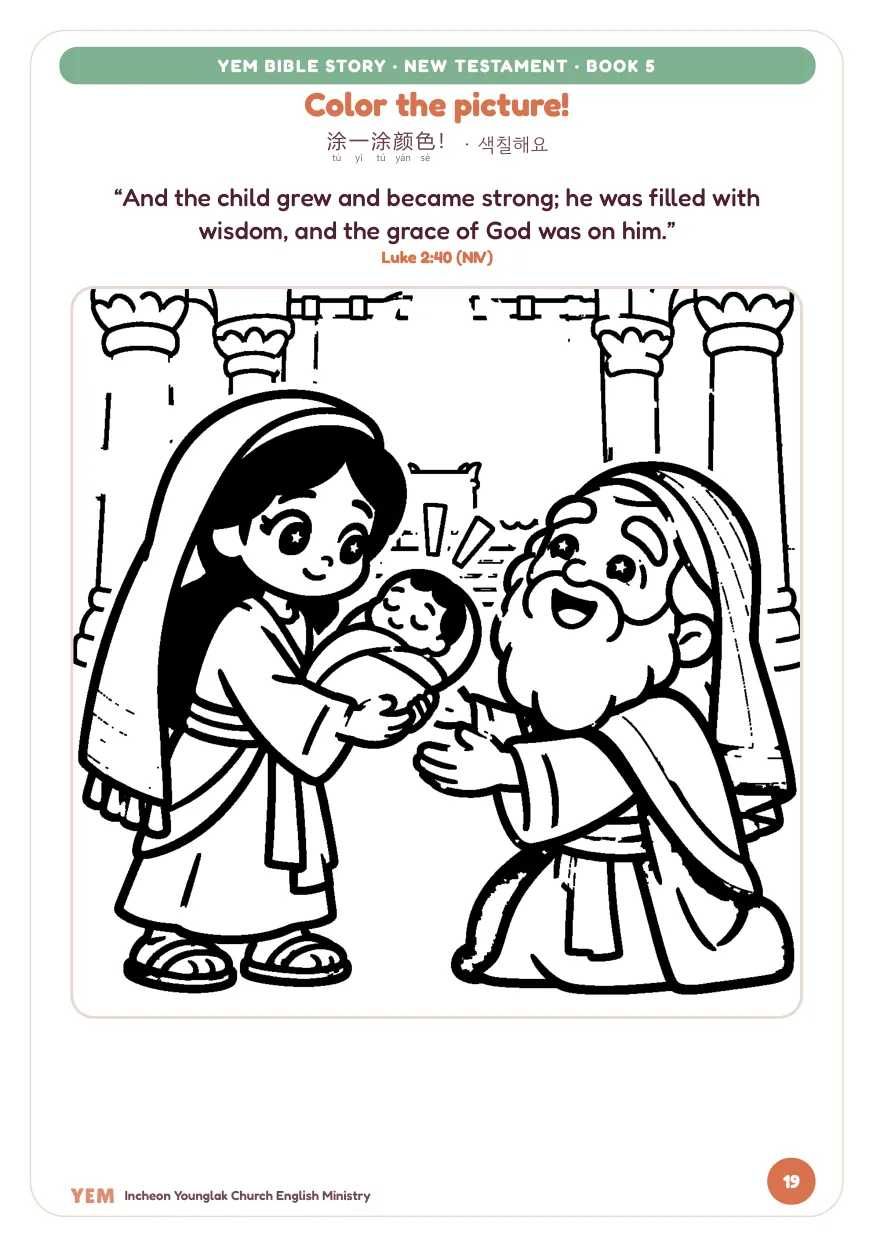 YEM BIBLE STORY · NEW TESTAMENT · BOOK 5
Color the picture!
涂一涂颜色! · 색칠해요
tú yī tú yán sè
“And the child grew and became strong; he was filled with
wisdom, and the grace of God was on him.”
Luke 2:40 (NIV)
YEM Incheon Younglak Church English Ministry
19